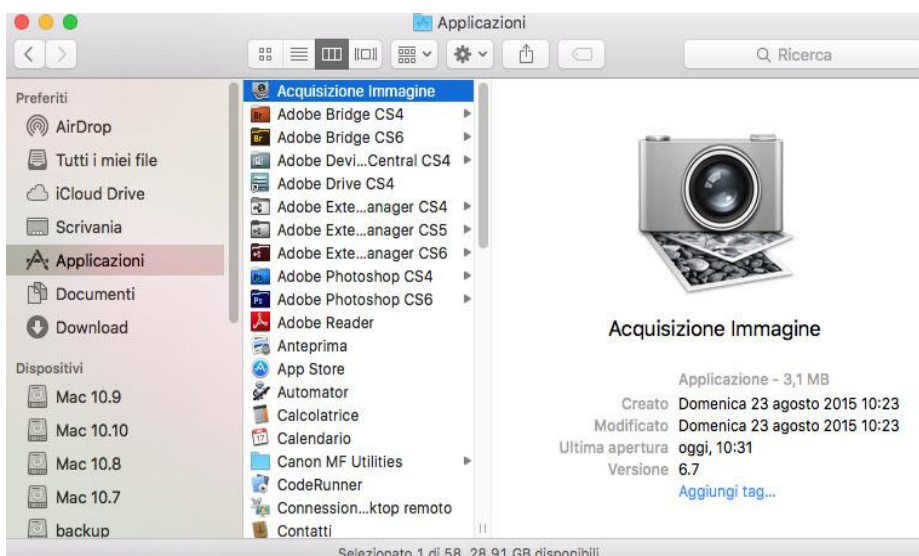 Applicazioni
Ricerca
Preferiti
AirDrop
Tutti i miei file
iCloud Drive
Scrivania
Applicazioni
Documenti
Download
Dispositivi
Mac 10.9
Mac 10.10
Mac 10.8
Mac 10.7
backup
Acquisizione Immagine
Adobe Bridge CS4
Adobe Bridge CS6
Adobe Devi...Central CS4
Adobe Drive CS4
Adobe Exte...anager CS4
Adobe Exte...anager CS5
Adobe Exte...anager CS6
Adobe Photoshop CS4
Adobe Photoshop CS6
Adobe Reader
Anteprima
App Store
Automator
Calcolatrice
Calendario
Canon MF Utilities
CodeRunner
Connession...ktop remoto
Contatti
Acquisizione Immagine
Applicazione - 3,1 MB
Creato Domenica 23 agosto 2015 10:23
Modificato Domenica 23 agosto 2015 10:23
Ultima apertura oggi, 10:31
Versione 6.7
Aggiungi tag...
Selezionato 1 di 58, 28,91 GB disponibili